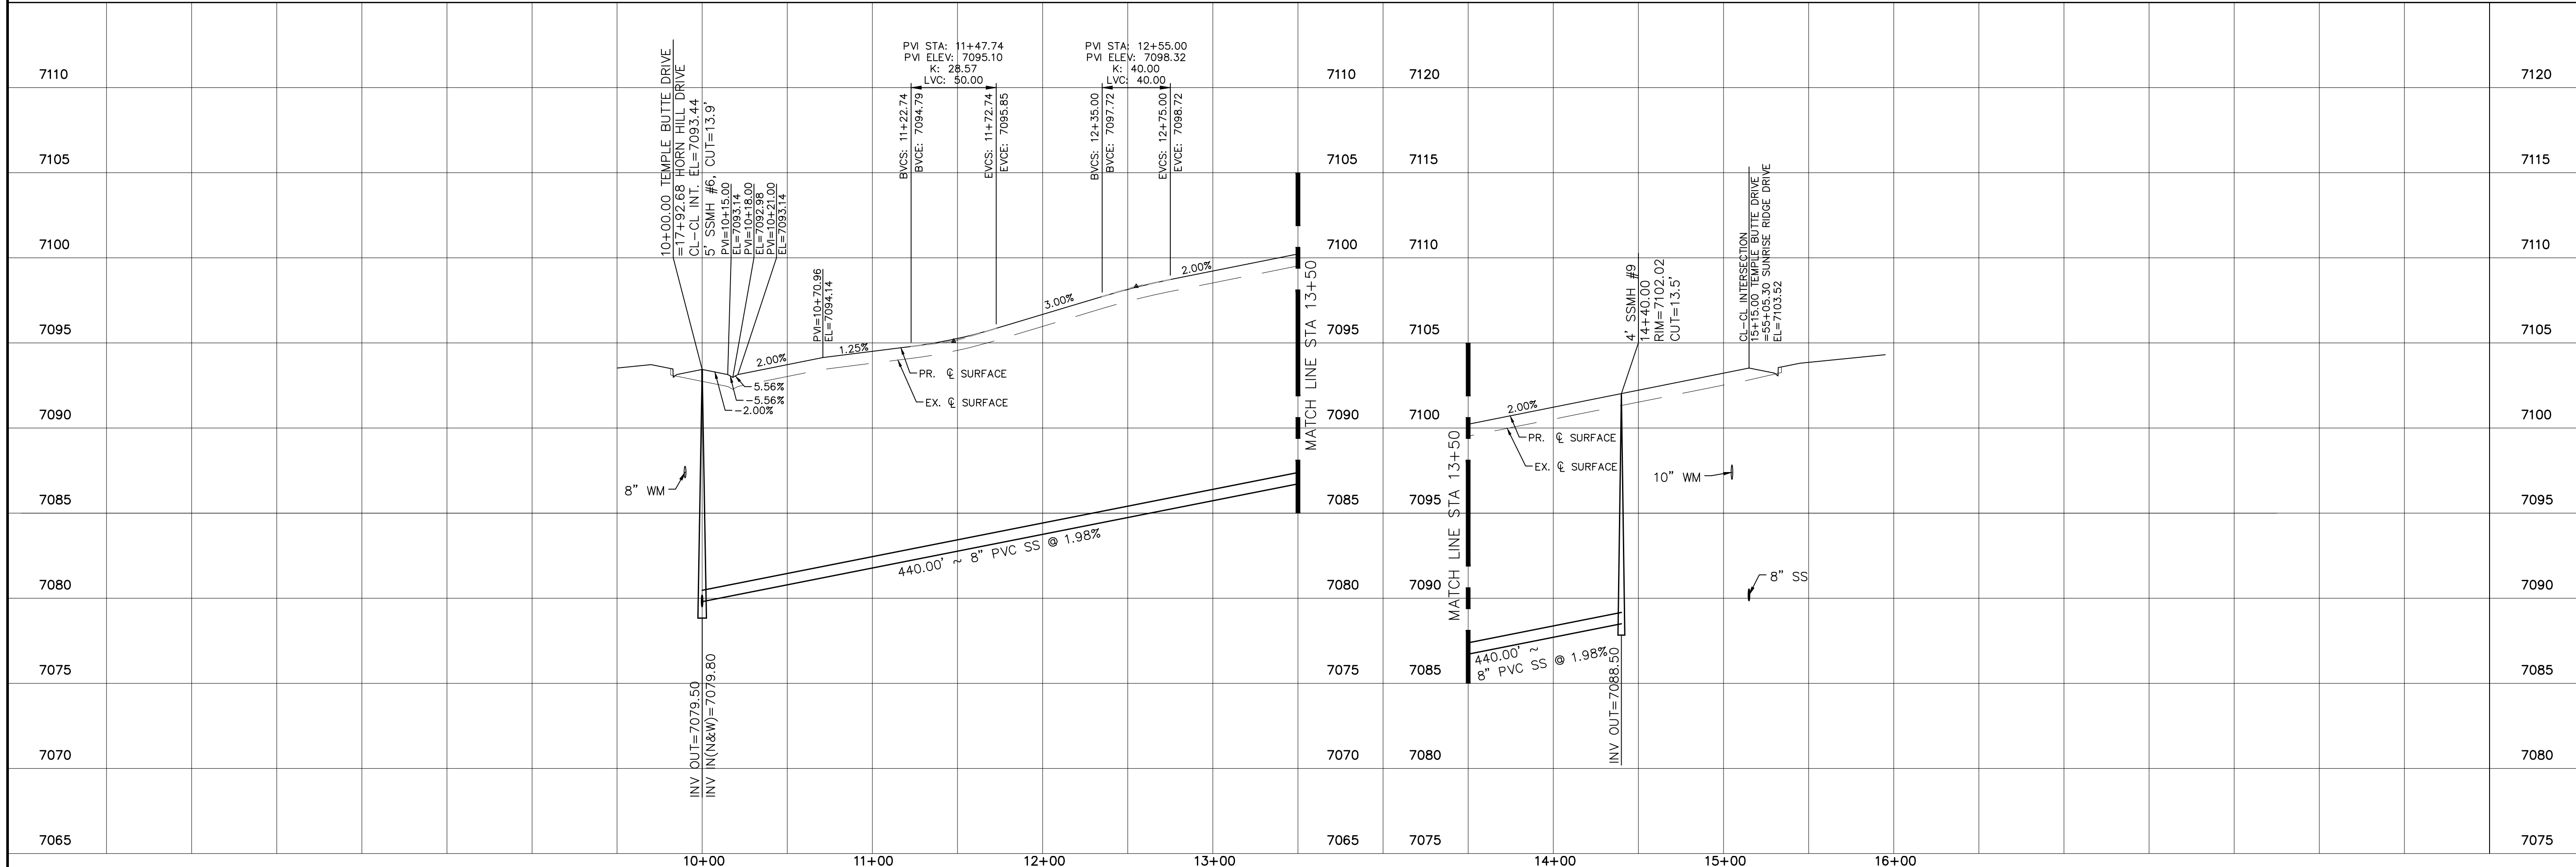 7110
7105
7100
7095
7090
7085
7080
7075
7070
7065
10+00.00 TEMPLE BUTTE DRIVE
=17+92.68 HORN HILL DRIVE
CL-CL INT. EL=7093.44
5' SSMH #6, CUT=13.9'
PVI=10+15.00
EL=7093.14
PVI=10+18.00
EL=7092.98
PVI=10+21.00
EL=7093.14
PVI=10+70.96
EL=7094.14
PVI STA: 11+47.74
PVI ELEV: 7095.10
K: 28.57
LVC: 50.00
BVCS: 11+22.74
BVCE: 7094.79
EVCS: 11+72.74
EVCE: 7095.85
PVI STA: 12+55.00
PVI ELEV: 7098.32
K: 40.00
LVC: 40.00
BVCS: 12+35.00
BVCE: 7097.72
EVCS: 12+75.00
EVCE: 7098.72
2.00%
1.25%
3.00%
2.00%
5.56%
-5.56%
-2.00%
PR. ℄ SURFACE
EX. ℄ SURFACE
8" WM
440.00' ~ 8" PVC SS @ 1.98%
INV OUT=7079.50
INV IN(N&W)=7079.80
MATCH LINE STA 13+50
7110
7105
7100
7095
7090
7085
7080
7075
7070
7065
7120
7115
7110
7105
7100
7095
7090
7085
7080
7075
MATCH LINE STA 13+50
2.00%
PR. ℄ SURFACE
EX. ℄ SURFACE
440.00' ~
8" PVC SS @ 1.98%
4' SSMH #9
14+40.00
RIM=7102.02
CUT=13.5'
INV OUT=7088.50
CL-CL INTERSECTION
15+15.00 TEMPLE BUTTE DRIVE
=55+05.30 SUNRISE RIDGE DRIVE
EL=7103.52
10" WM
8" SS
7120
7115
7110
7105
7100
7095
7090
7085
7080
7075
10+00
11+00
12+00
13+00
14+00
15+00
16+00